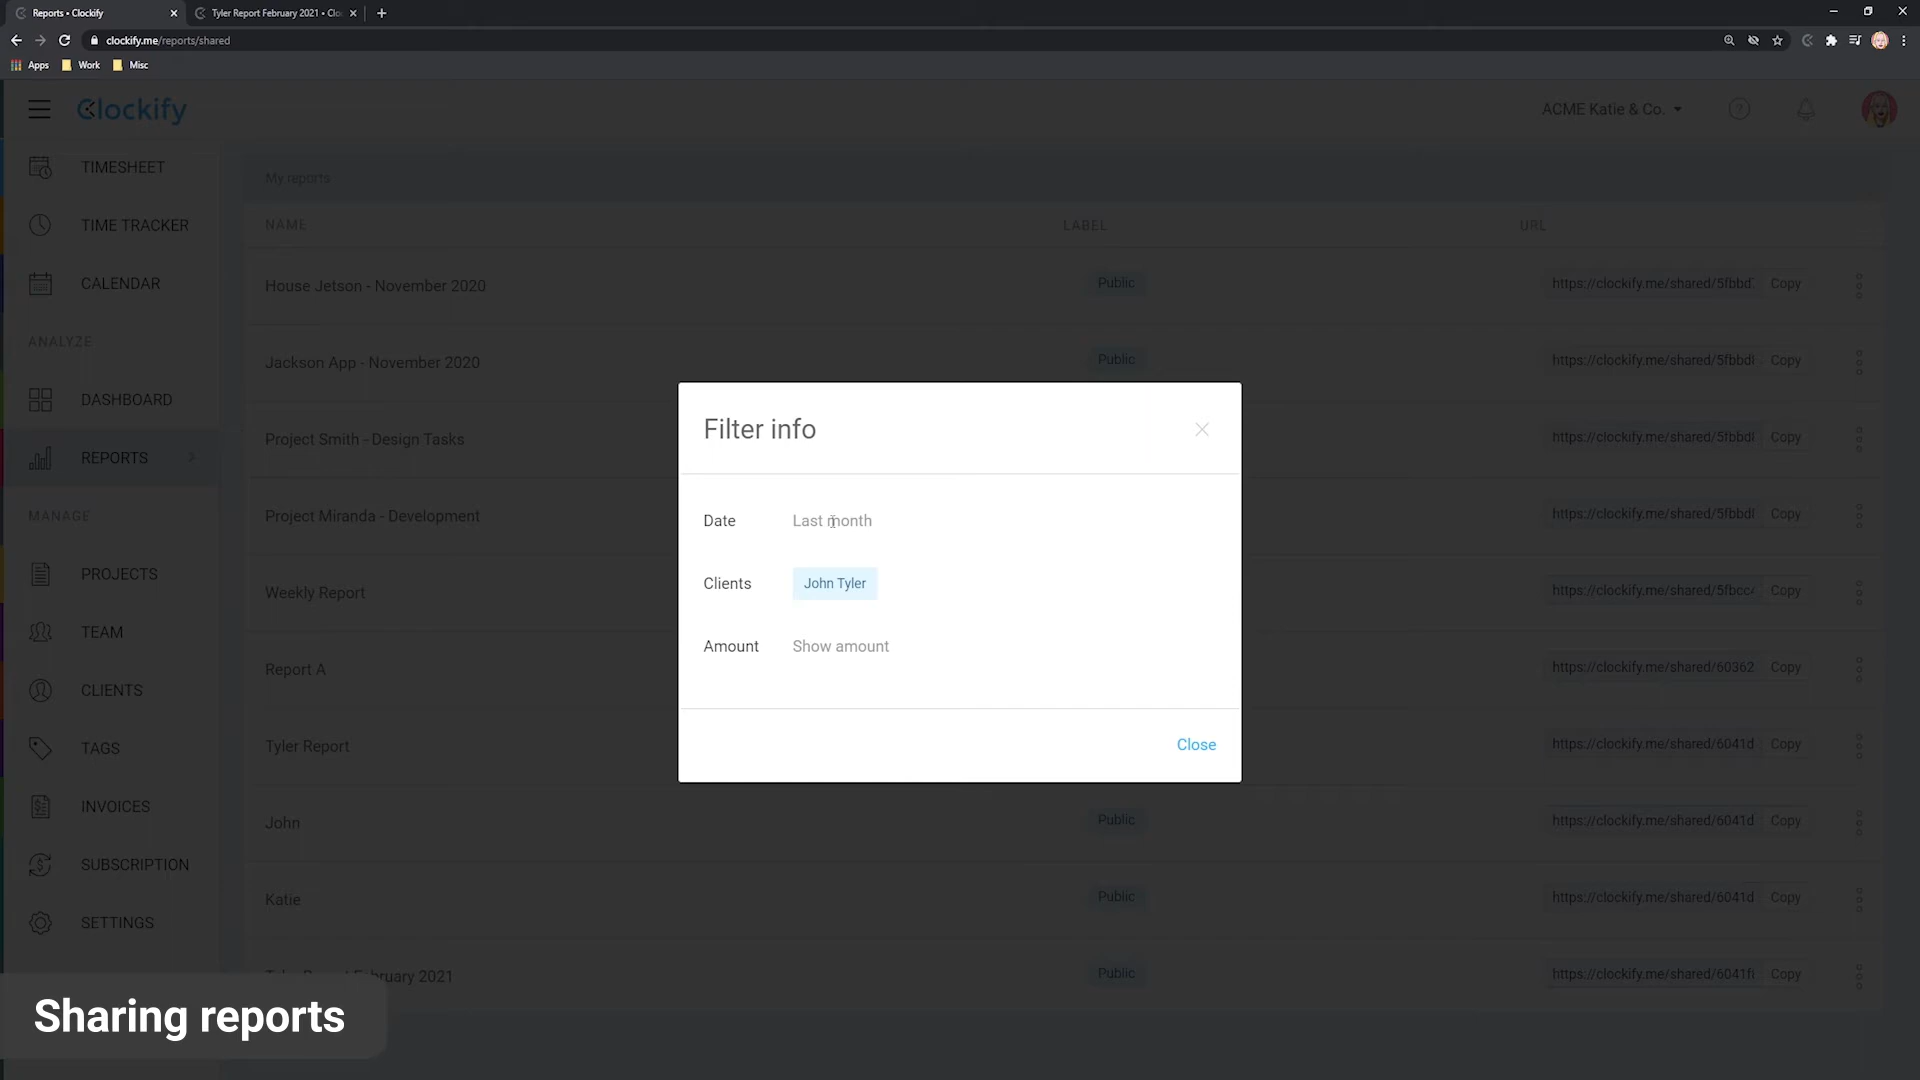 Reports • Clockify
Tyler Report February 2021 • Clo
clockify.me/reports/shared
Apps
Work
Misc
Clockify
ACME Katie & Co.
TIMESHEET
TIME TRACKER
CALENDAR
ANALYZE
DASHBOARD
REPORTS
MANAGE
PROJECTS
TEAM
CLIENTS
TAGS
INVOICES
SUBSCRIPTION
SETTINGS
My reports
NAME LABEL URL
House Jetson - November 2020 Public https://clockify.me/shared/5fbbd Copy
Jackson App - November 2020 Public https://clockify.me/shared/5fbbd Copy
Project Smith - Design Tasks https://clockify.me/shared/5fbbd Copy
Project Miranda - Development https://clockify.me/shared/5fbbd Copy
Weekly Report https://clockify.me/shared/5fbcc Copy
Report A https://clockify.me/shared/60362 Copy
Tyler Report https://clockify.me/shared/6041d Copy
John Public https://clockify.me/shared/6041d Copy
Katie Public https://clockify.me/shared/6041d Copy
Tyler Report February 2021 Public https://clockify.me/shared/6041f Copy
Filter info
Date Last month
Clients John Tyler
Amount Show amount
Close
Sharing reports